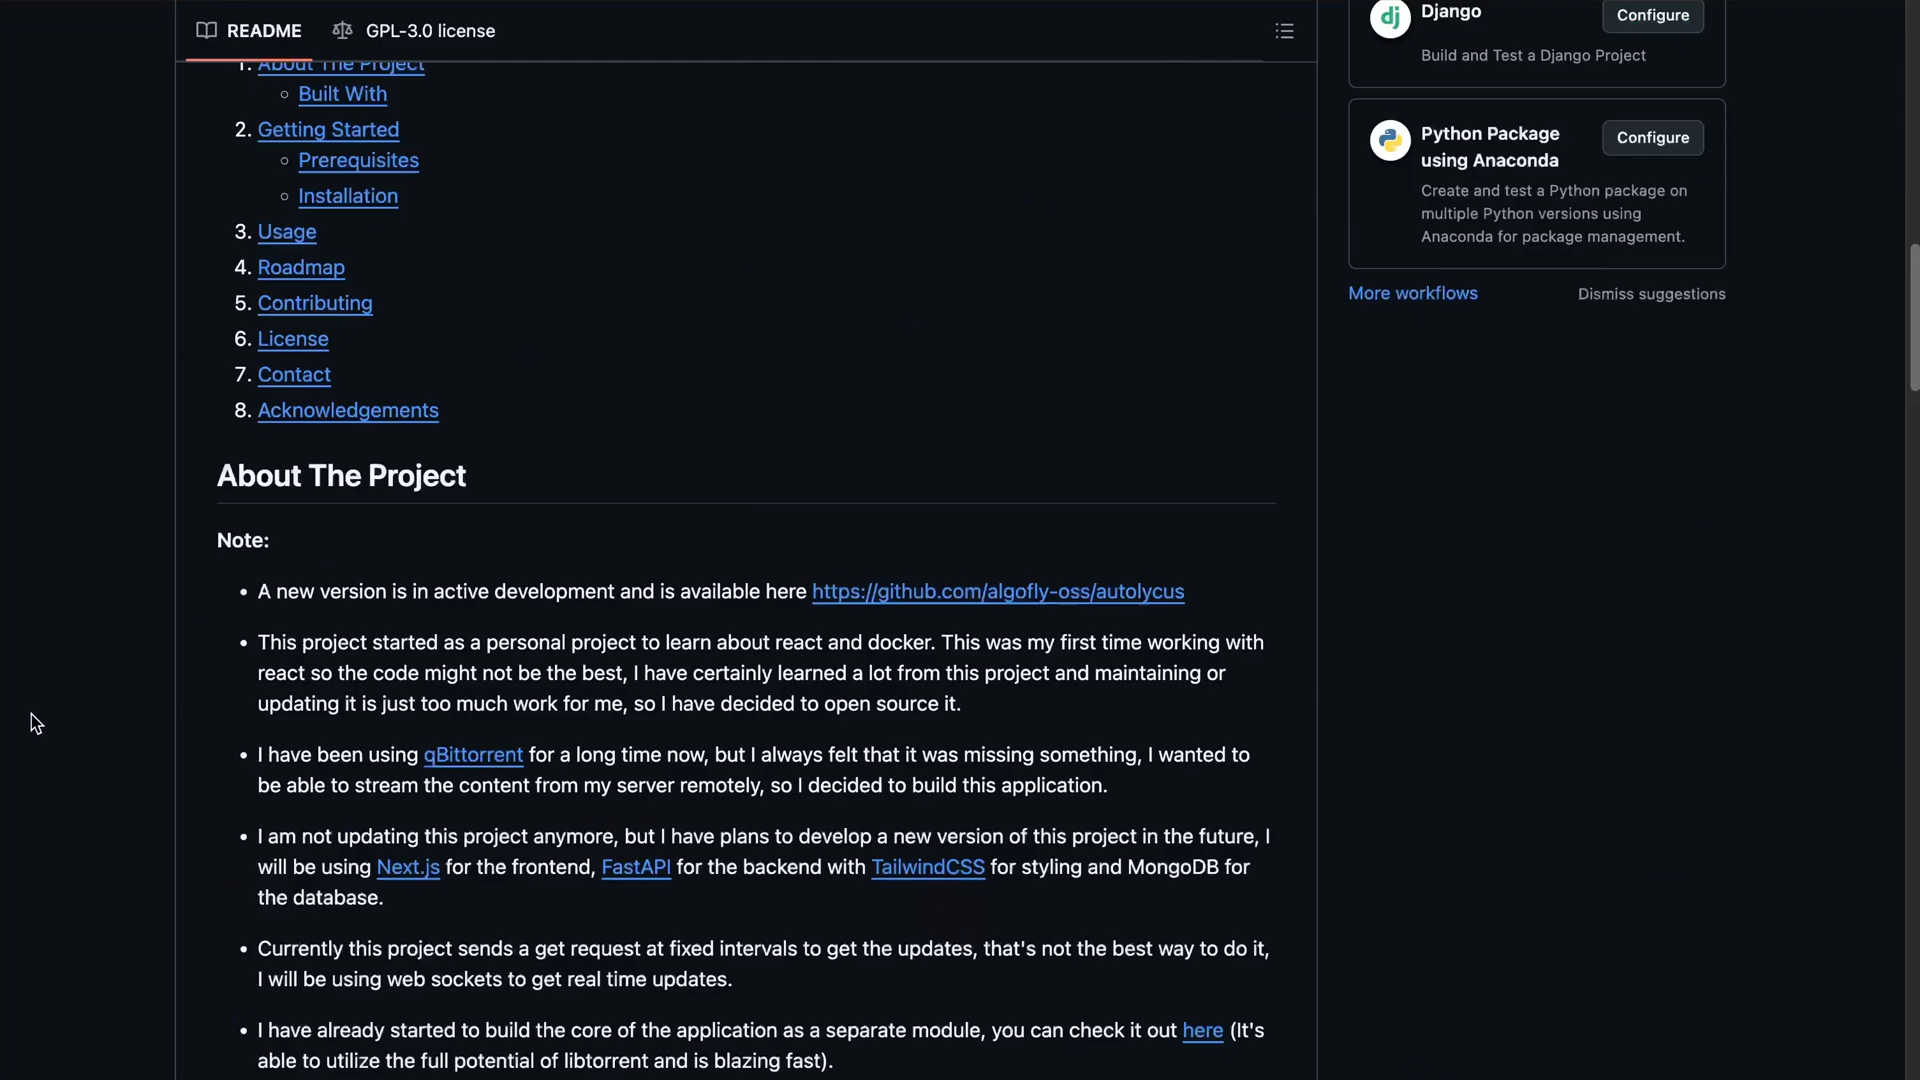 README
GPL-3.0 license
1. About The Project
Built With
2. Getting Started
Prerequisites
Installation
3. Usage
4. Roadmap
5. Contributing
6. License
7. Contact
8. Acknowledgements
About The Project
Note:
• A new version is in active development and is available here https://github.com/algofly-oss/autolycus
• This project started as a personal project to learn about react and docker. This was my first time working with
react so the code might not be the best, I have certainly learned a lot from this project and maintaining or
updating it is just too much work for me, so I have decided to open source it.
• I have been using qBittorrent for a long time now, but I always felt that it was missing something, I wanted to
be able to stream the content from my server remotely, so I decided to build this application.
• I am not updating this project anymore, but I have plans to develop a new version of this project in the future, I
will be using Next.js for the frontend, FastAPI for the backend with TailwindCSS for styling and MongoDB for
the database.
• Currently this project sends a get request at fixed intervals to get the updates, that's not the best way to do it,
I will be using web sockets to get real time updates.
• I have already started to build the core of the application as a separate module, you can check it out here (It's
able to utilize the full potential of libtorrent and is blazing fast).
dj
Django
Configure
Build and Test a Django Project
Python Package
using Anaconda
Configure
Create and test a Python package on
multiple Python versions using
Anaconda for package management.
More workflows
Dismiss suggestions